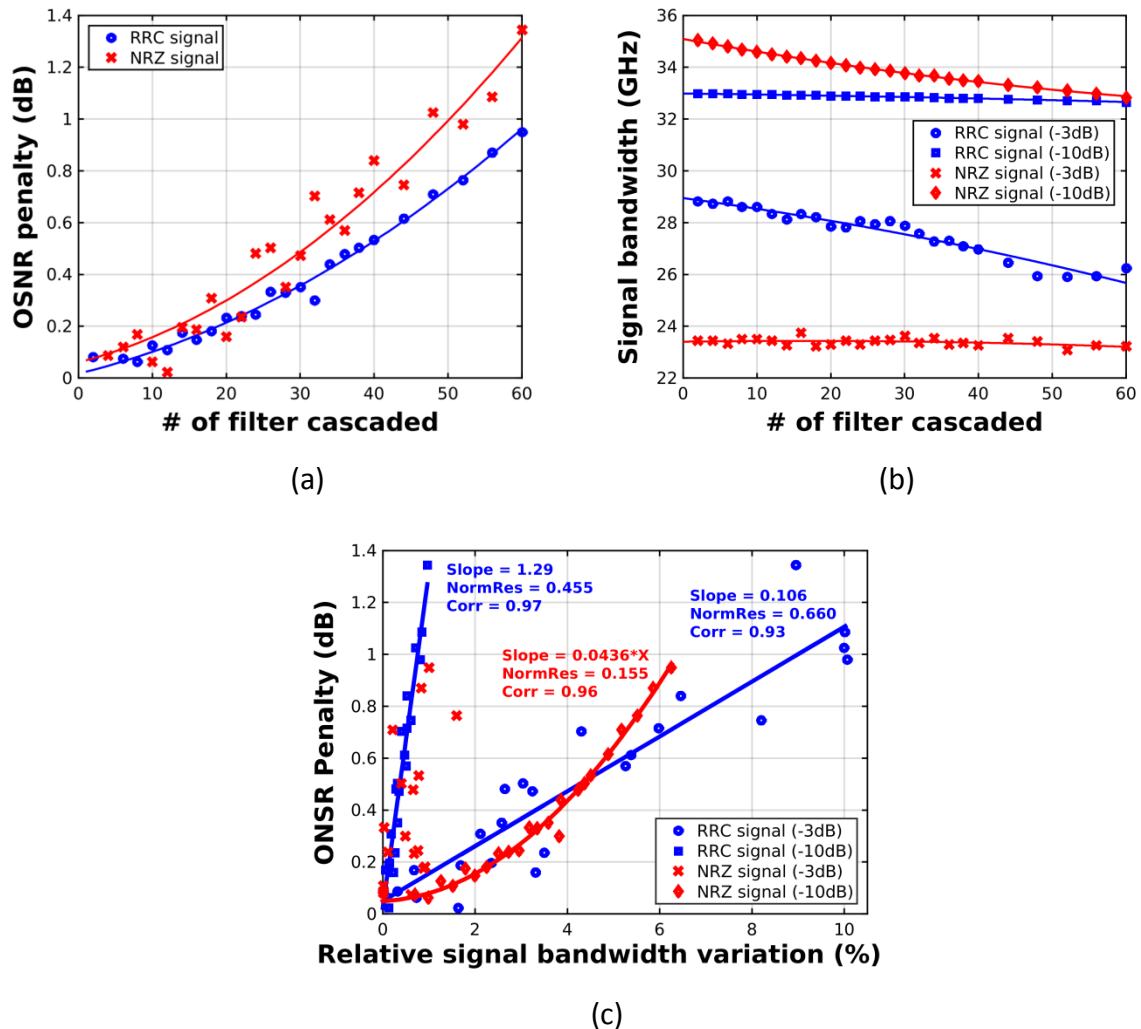 OSNR penalty (dB)
1.4
1.2
1
0.8
0.6
0.4
0.2
0
RRC signal
NRZ signal
0 10 20 30 40 50 60
# of filter cascaded
(a)
Signal bandwidth (GHz)
36
34
32
30
28
26
24
22
RRC signal (-3dB)
RRC signal (-10dB)
NRZ signal (-3dB)
NRZ signal (-10dB)
0 20 40 60
# of filter cascaded
(b)
ONSR Penalty (dB)
1.4
1.2
1
0.8
0.6
0.4
0.2
0
Slope = 1.29
NormRes = 0.455
Corr = 0.97
Slope = 0.0436*X
NormRes = 0.155
Corr = 0.96
Slope = 0.106
NormRes = 0.660
Corr = 0.93
RRC signal (-3dB)
RRC signal (-10dB)
NRZ signal (-3dB)
NRZ signal (-10dB)
0 2 4 6 8 10
Relative signal bandwidth variation (%)
(c)